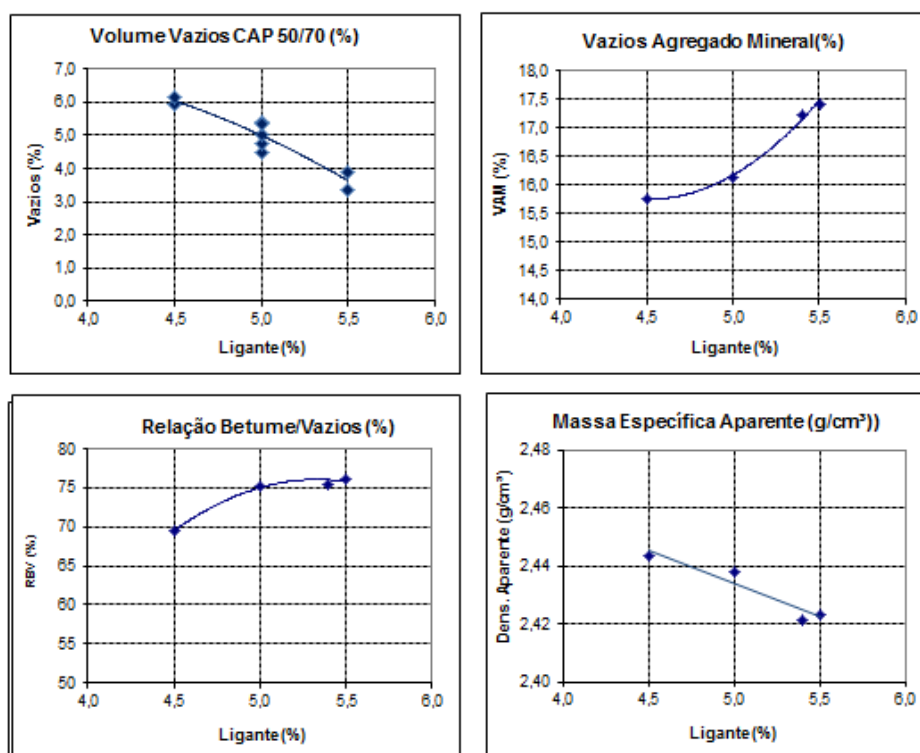 Volume Vazios CAP 50/70 (%)
7,0
6,0
5,0
4,0
3,0
2,0
1,0
0,0
Vazios (%)
4,0 4,5 5,0 5,5 6,0
Ligante(%)
Vazios Agregado Mineral(%)
18,0
17,5
17,0
16,5
16,0
15,5
15,0
14,5
14,0
VAM (%)
4,0 4,5 5,0 5,5 6,0
Ligante(%)
Relação Betume/Vazios (%)
80
75
70
65
60
55
50
RBV (%)
4,0 4,5 5,0 5,5 6,0
Ligante(%)
Massa Específica Aparente (g/cm³))
2,48
2,46
2,44
2,42
2,40
Dens. Aparente (g/cm³)
4,0 4,5 5,0 5,5 6,0
Ligante(%)